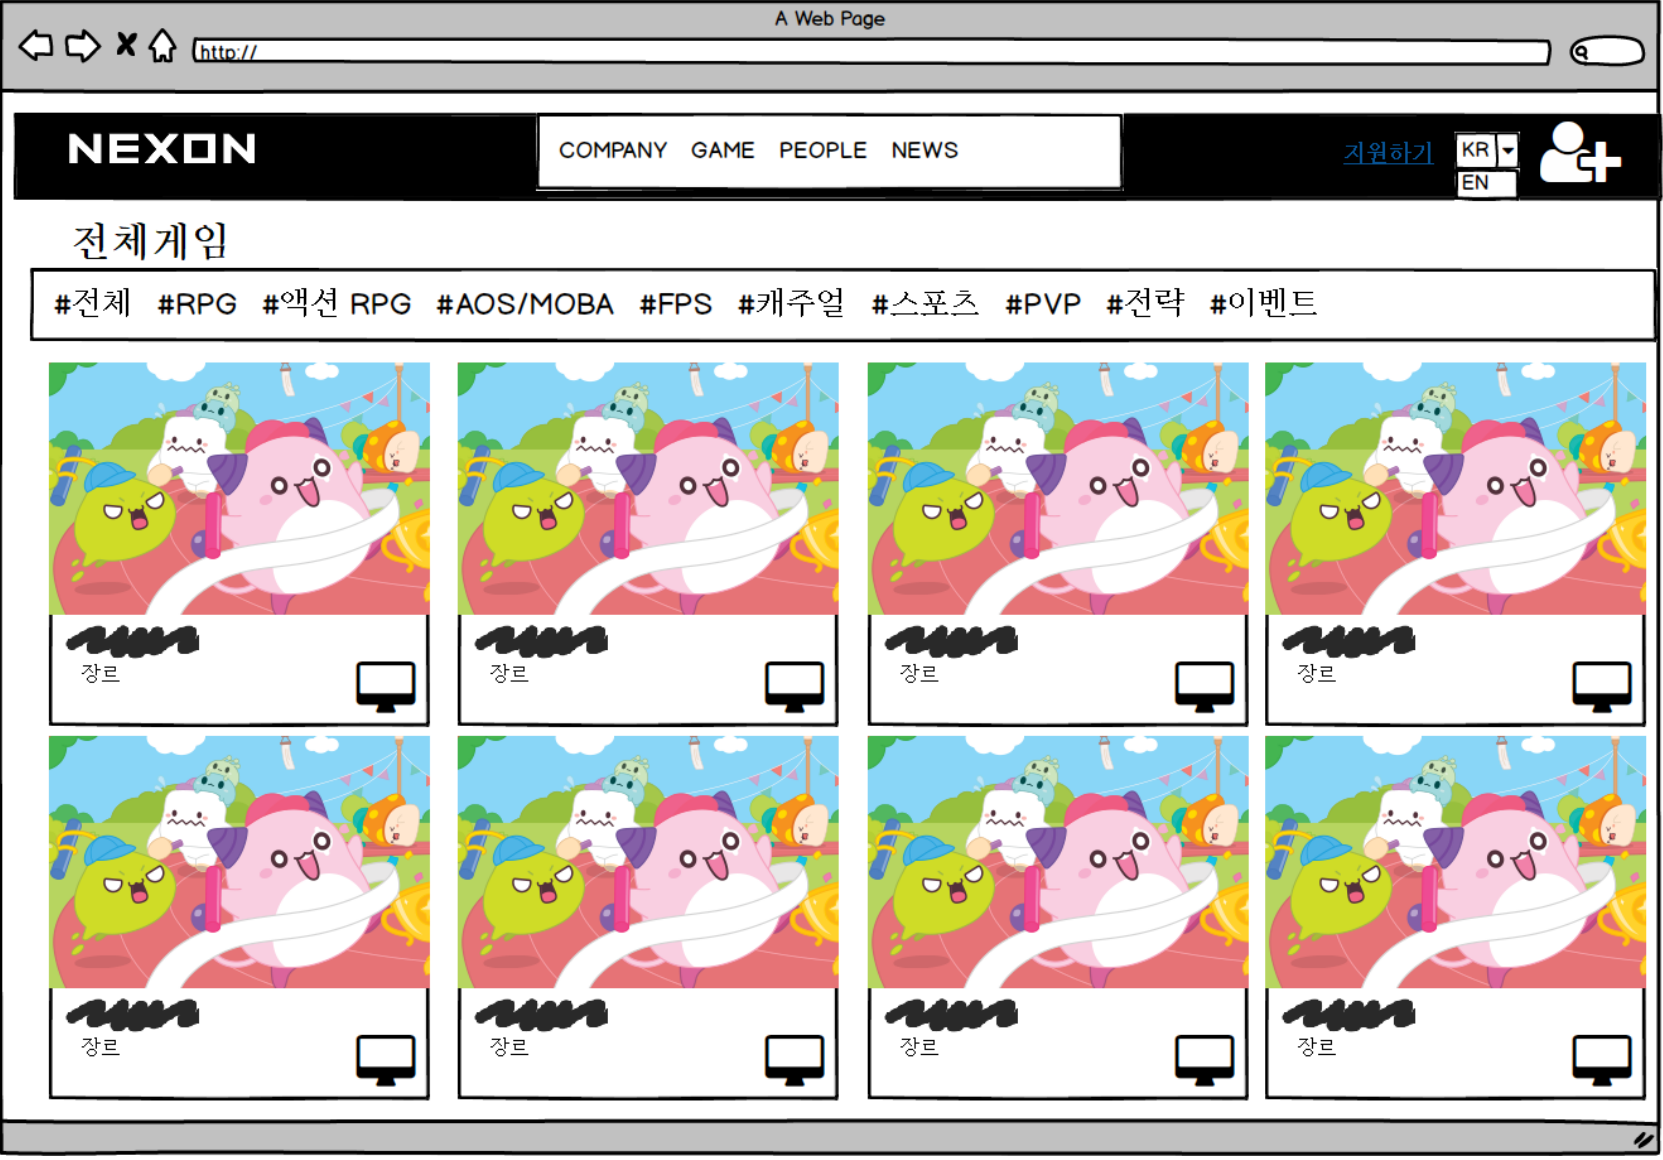 A Web Page
http://
NEXON
COMPANY GAME PEOPLE NEWS
지원하기
KR
EN
전체게임
#전체 #RPG #액션 RPG #AOS/MOBA #FPS #캐주얼 #스포츠 #PVP #전략 #이벤트
장르
장르
장르
장르
장르
장르
장르
장르